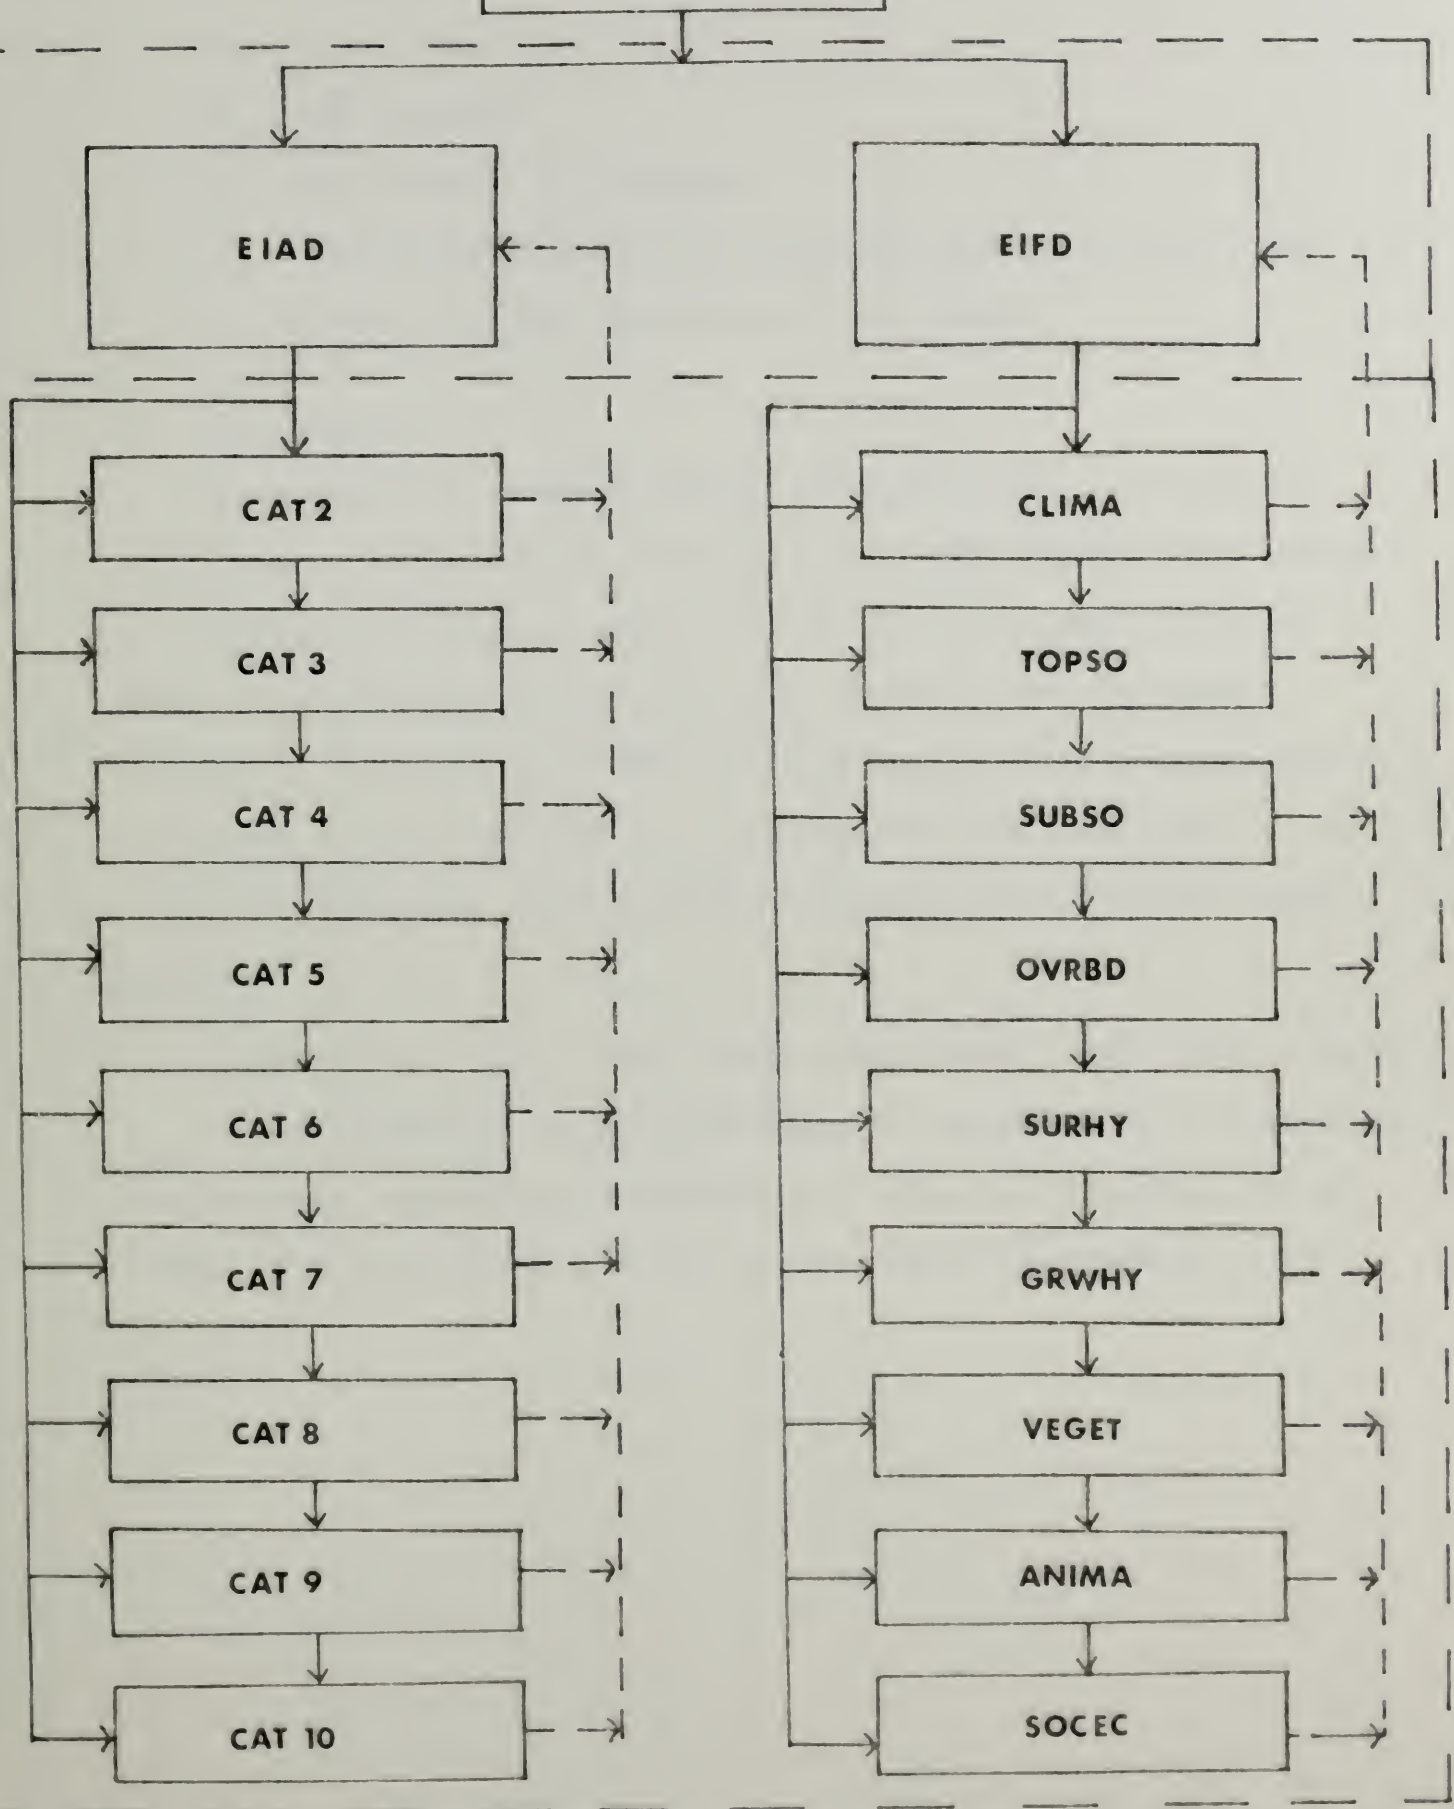 EIAD
EIFD
CAT 2
CAT 3
CAT 4
CAT 5
CAT 6
CAT 7
CAT 8
CAT 9
CAT 10
CLIMA
TOPSO
SUBSO
OVRBD
SURHY
GRWHY
VEGET
ANIMA
SOCEC